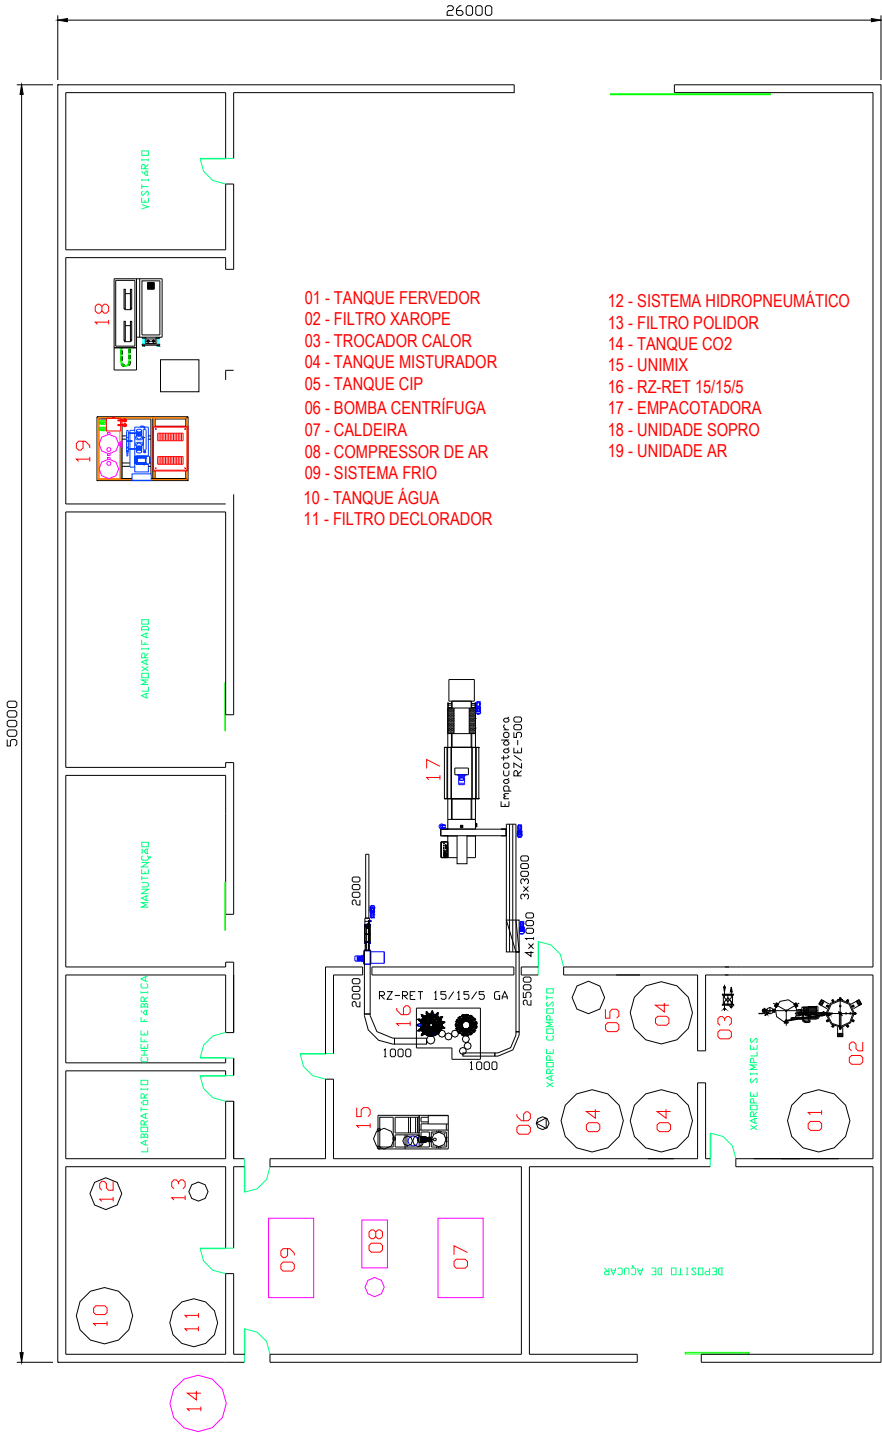 26000
50000
VESTIÁRIO
18
19
01 - TANQUE FERVEDOR
02 - FILTRO XAROPE
03 - TROCADOR CALOR
04 - TANQUE MISTURADOR
05 - TANQUE CIP
06 - BOMBA CENTRÍFUGA
07 - CALDEIRA
08 - COMPRESSOR DE AR
09 - SISTEMA FRIO
10 - TANQUE ÁGUA
11 - FILTRO DECLORADOR
12 - SISTEMA HIDROPNEUMÁTICO
13 - FILTRO POLIDOR
14 - TANQUE CO2
15 - UNIMIX
16 - RZ-RET 15/15/5
17 - EMPACOTADORA
18 - UNIDADE SOPRO
19 - UNIDADE AR
ALMOXARIFADO
17
Empacotadora
RZ/E-500
MANUTENÇÃO
2000
3x3000
4x1000
2000
2500
RZ-RET 15/15/5 GA
16
1000
1000
CHEFE FÁBRICA
XAROPE COMPOSTO
05
04
03
02
XAROPE SIMPLES
LABORATÓRIO
15
06
04
04
01
12
13
09
08
07
DEPOSITO DE AÇUCAR
10
11
14